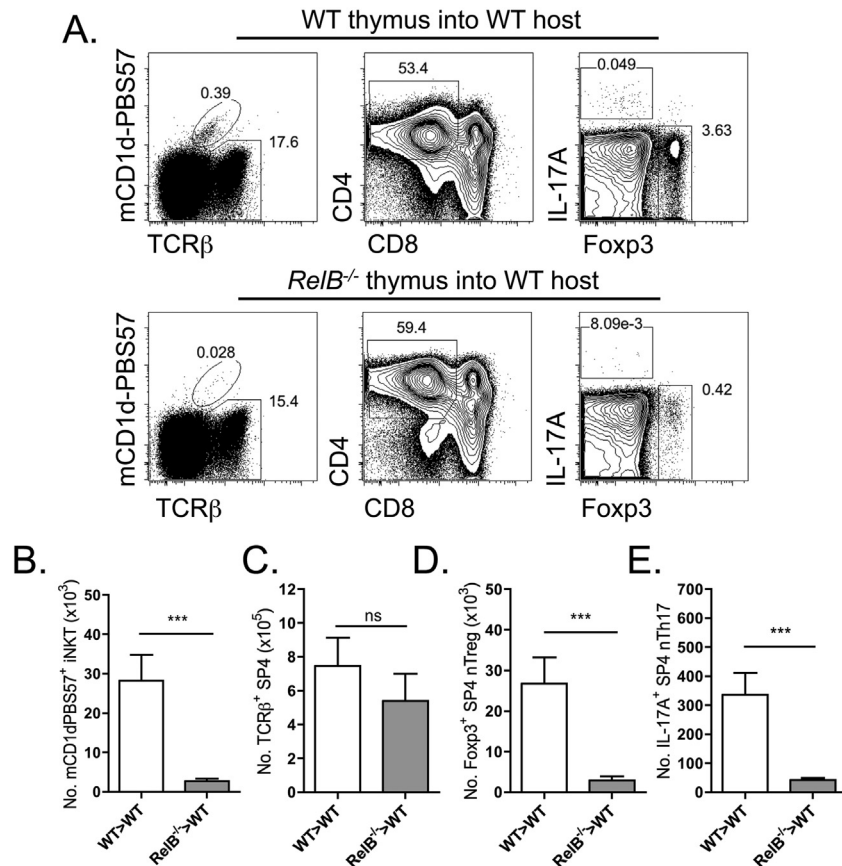 A.
WT thymus into WT host
mCD1d-PBS57
0.39
17.6
TCRβ
CD4
53.4
CD8
IL-17A
0.049
3.63
Foxp3
RelB-/- thymus into WT host
mCD1d-PBS57
0.028
15.4
TCRβ
CD4
59.4
CD8
IL-17A
8.09e-3
0.42
Foxp3
B.
No. mCD1dPBS57+ iNKT (x10³)
50
40
30
20
10
0
***
WT>WT
RelB-/->WT
C.
No. TCRβ+ SP4 (x10⁵)
12
10
8
6
4
2
0
ns
WT>WT
RelB-/->WT
D.
No. Foxp3+ SP4 nTreg (x10³)
50
40
30
20
10
0
***
WT>WT
RelB-/->WT
E.
No. IL-17A+ SP4 nTh17
700
600
500
400
300
200
100
0
***
WT>WT
RelB-/->WT